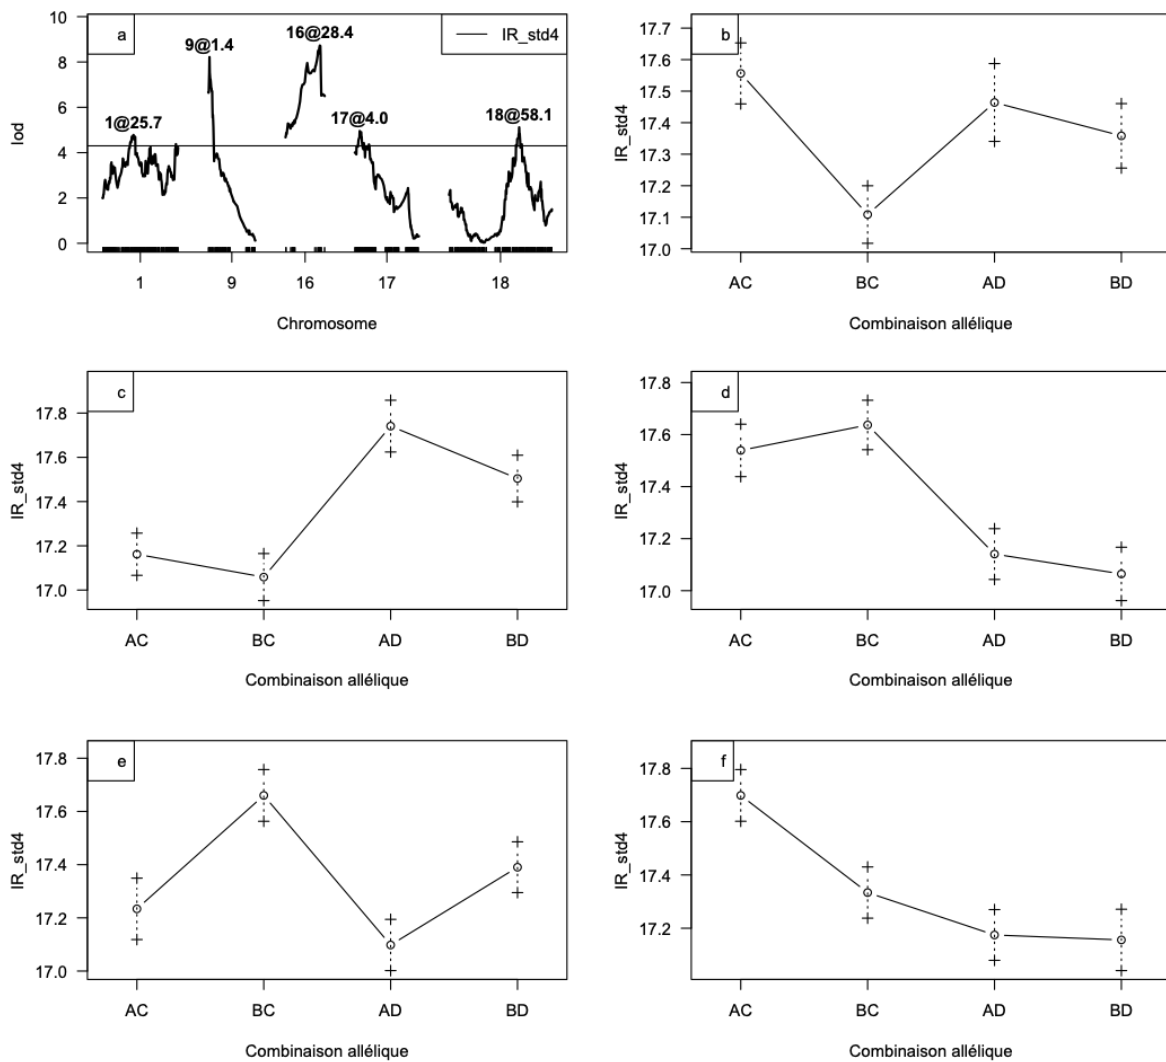 a
IR_std4
10
8
6
4
2
0
lod
1@25.7
9@1.4
16@28.4
17@4.0
18@58.1
1
9
16
17
18
Chromosome
b
17.7
17.6
17.5
17.4
17.3
17.2
17.1
17.0
IR_std4
AC
BC
AD
BD
Combinaison allélique
c
17.8
17.6
17.4
17.2
17.0
IR_std4
AC
BC
AD
BD
Combinaison allélique
d
17.8
17.6
17.4
17.2
17.0
IR_std4
AC
BC
AD
BD
Combinaison allélique
e
17.8
17.6
17.4
17.2
17.0
IR_std4
AC
BC
AD
BD
Combinaison allélique
f
17.8
17.6
17.4
17.2
IR_std4
AC
BC
AD
BD
Combinaison allélique